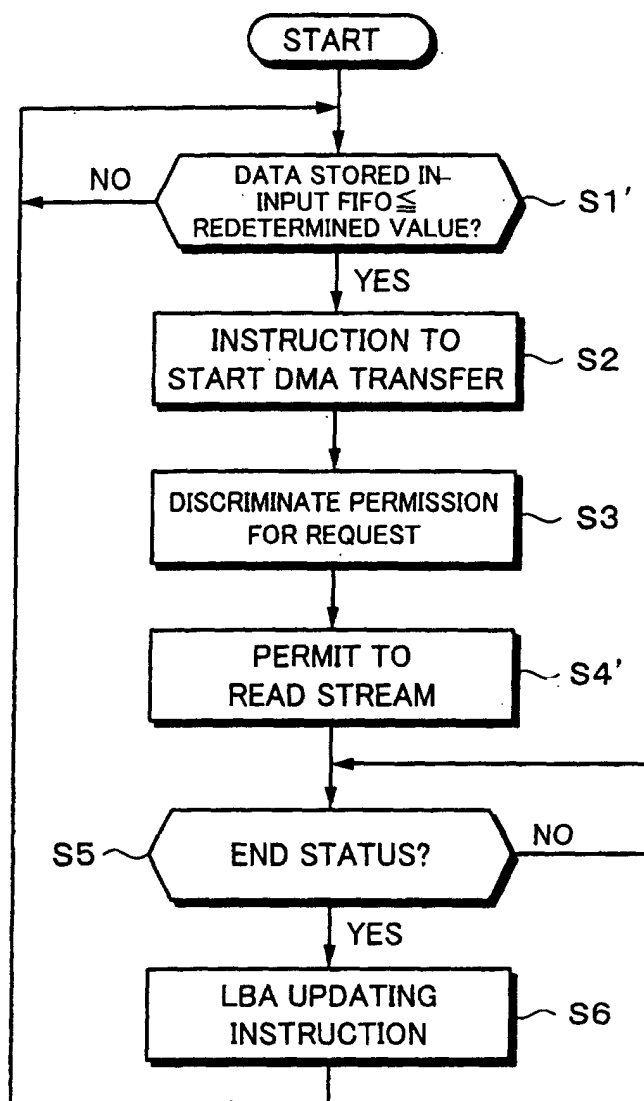 START
NO
DATA STORED IN-
INPUT FIFO≦
REDETERMINED VALUE?
S1'
YES
INSTRUCTION TO
START DMA TRANSFER
S2
DISCRIMINATE PERMISSION
FOR REQUEST
S3
PERMIT TO
READ STREAM
S4'
S5
END STATUS?
NO
YES
LBA UPDATING
INSTRUCTION
S6